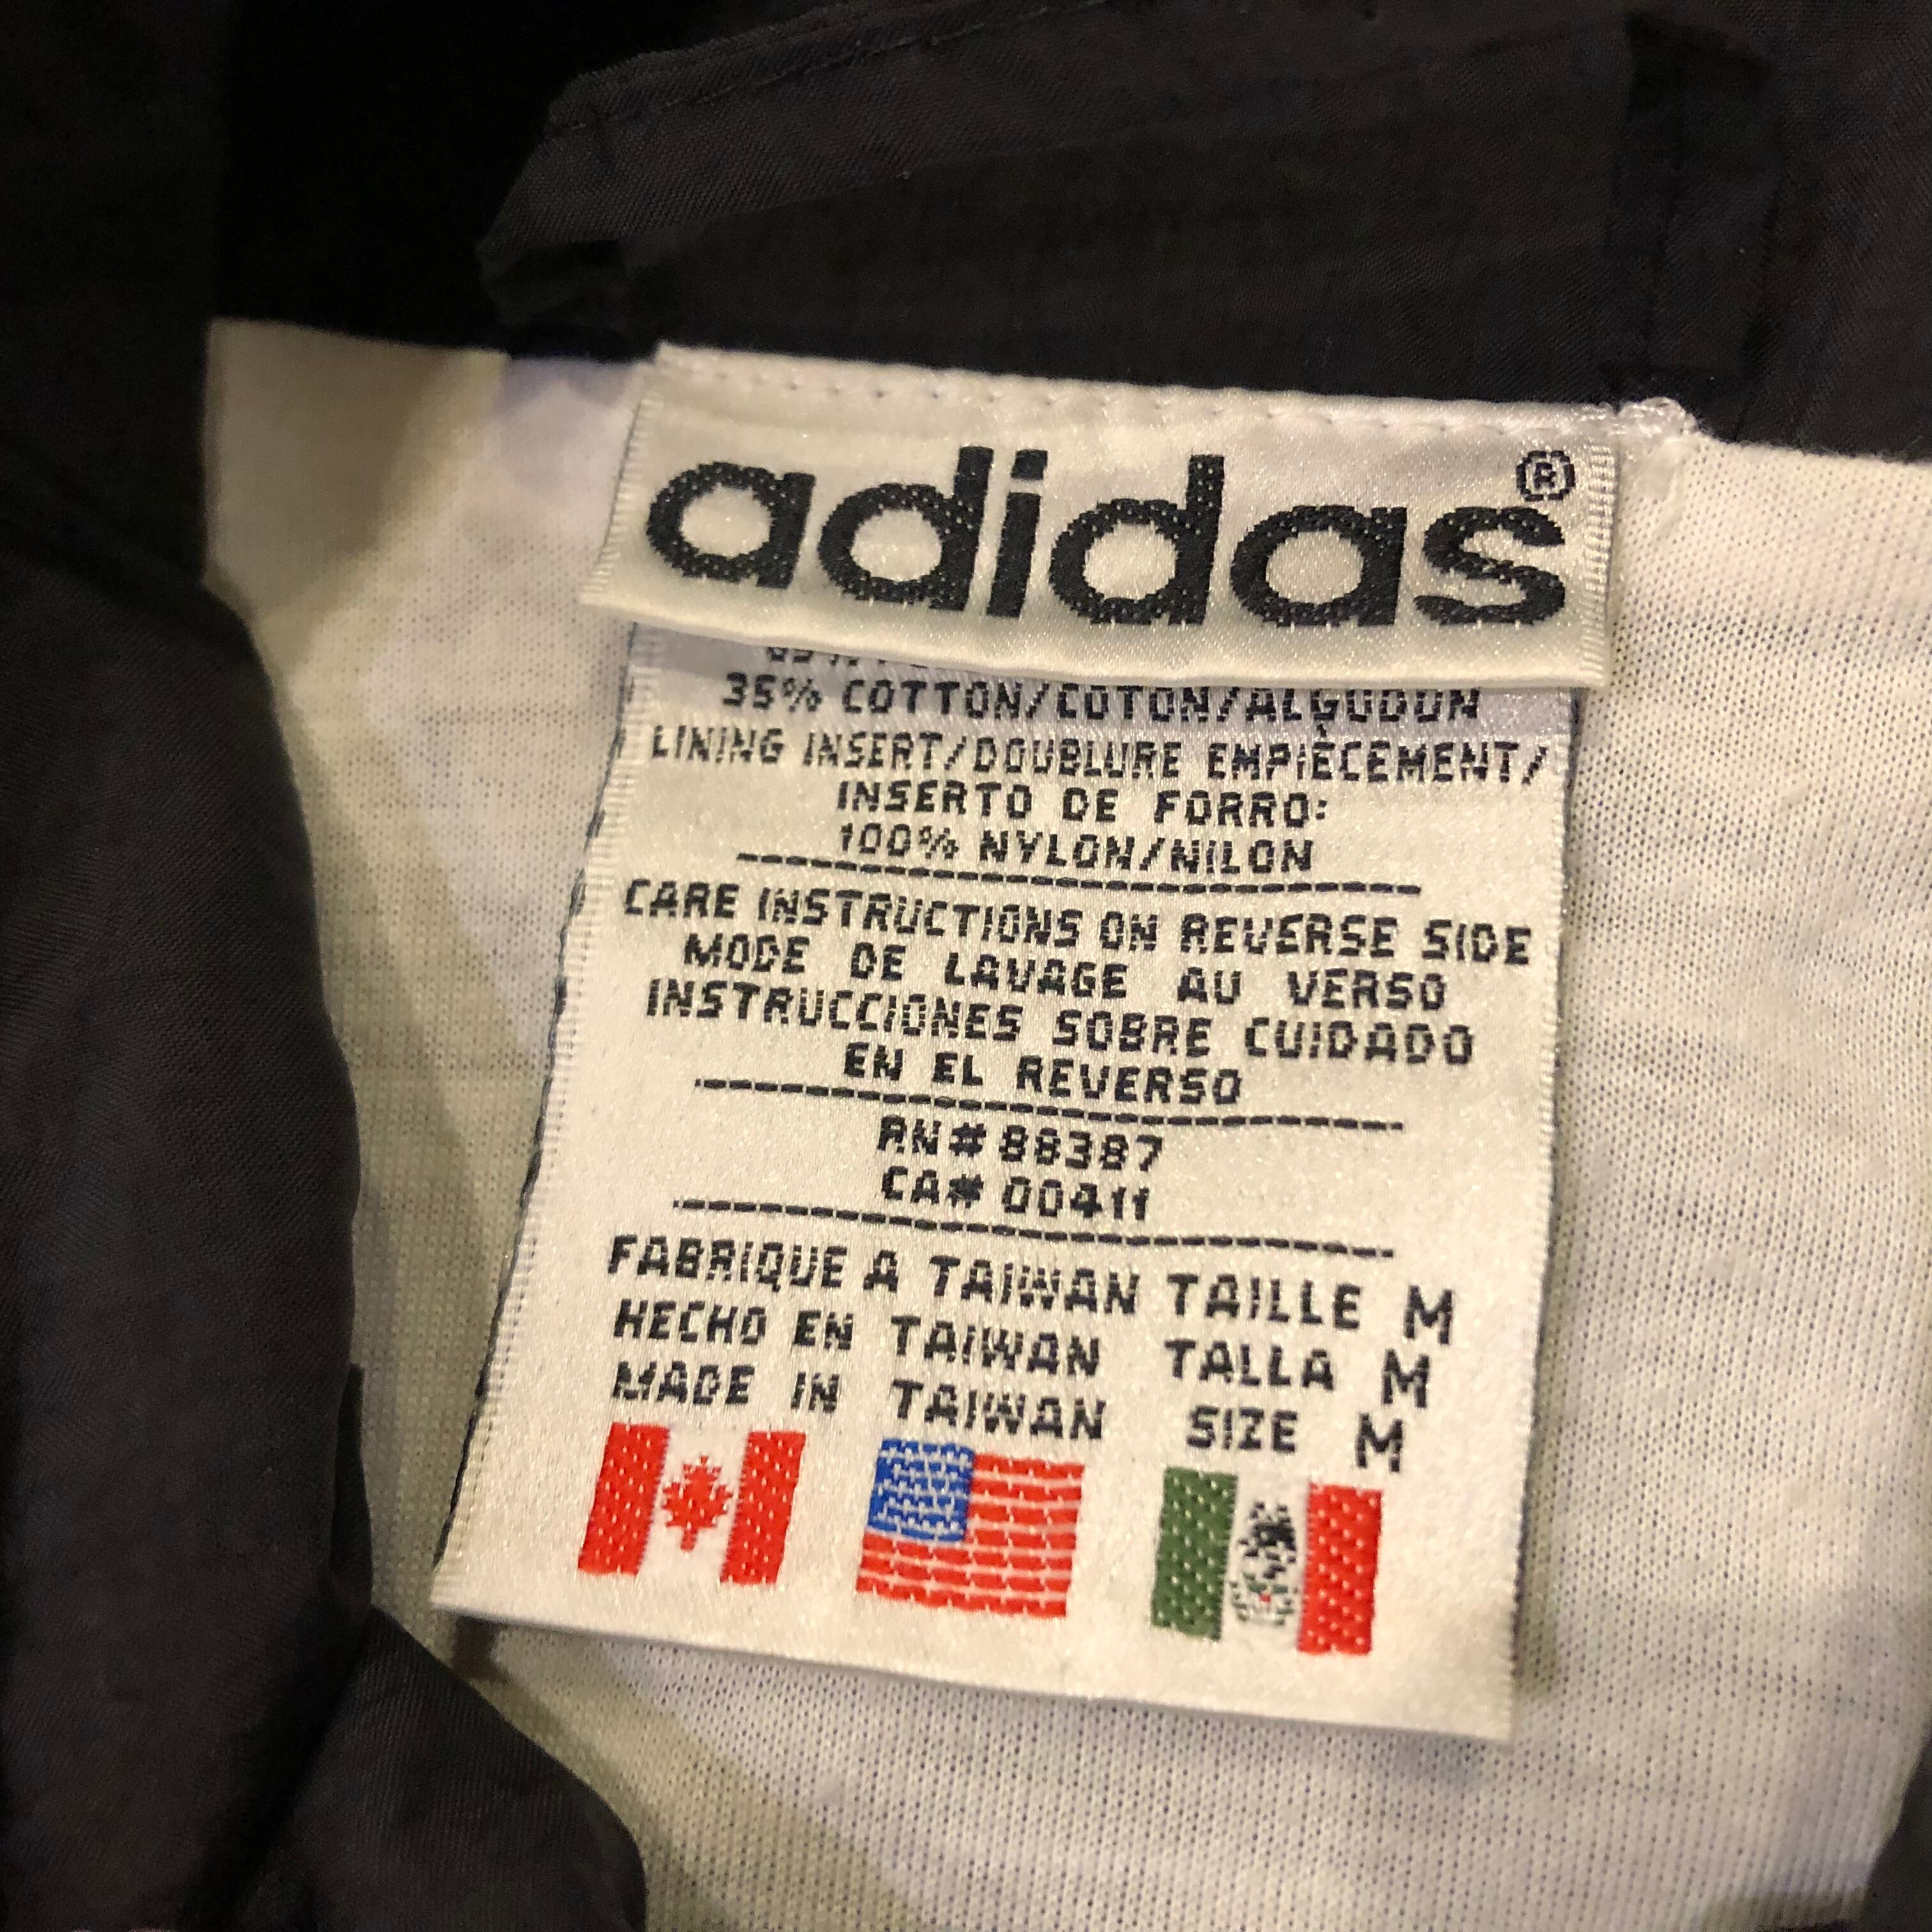 adidas®
35% COTTON/COTON/ALGODON
LINING INSERT/DOUBLURE EMPIÈCEMENT/
INSERTO DE FORRO:
100% NYLON/NILON
CARE INSTRUCTIONS ON REVERSE SIDE
MODE DE LAVAGE AU VERSO
INSTRUCCIONES SOBRE CUIDADO
EN EL REVERSO
RN# 88387
CA# 00411
FABRIQUE A TAIWAN TAILLE M
HECHO EN TAIWAN TALLA M
MADE IN TAIWAN SIZE M